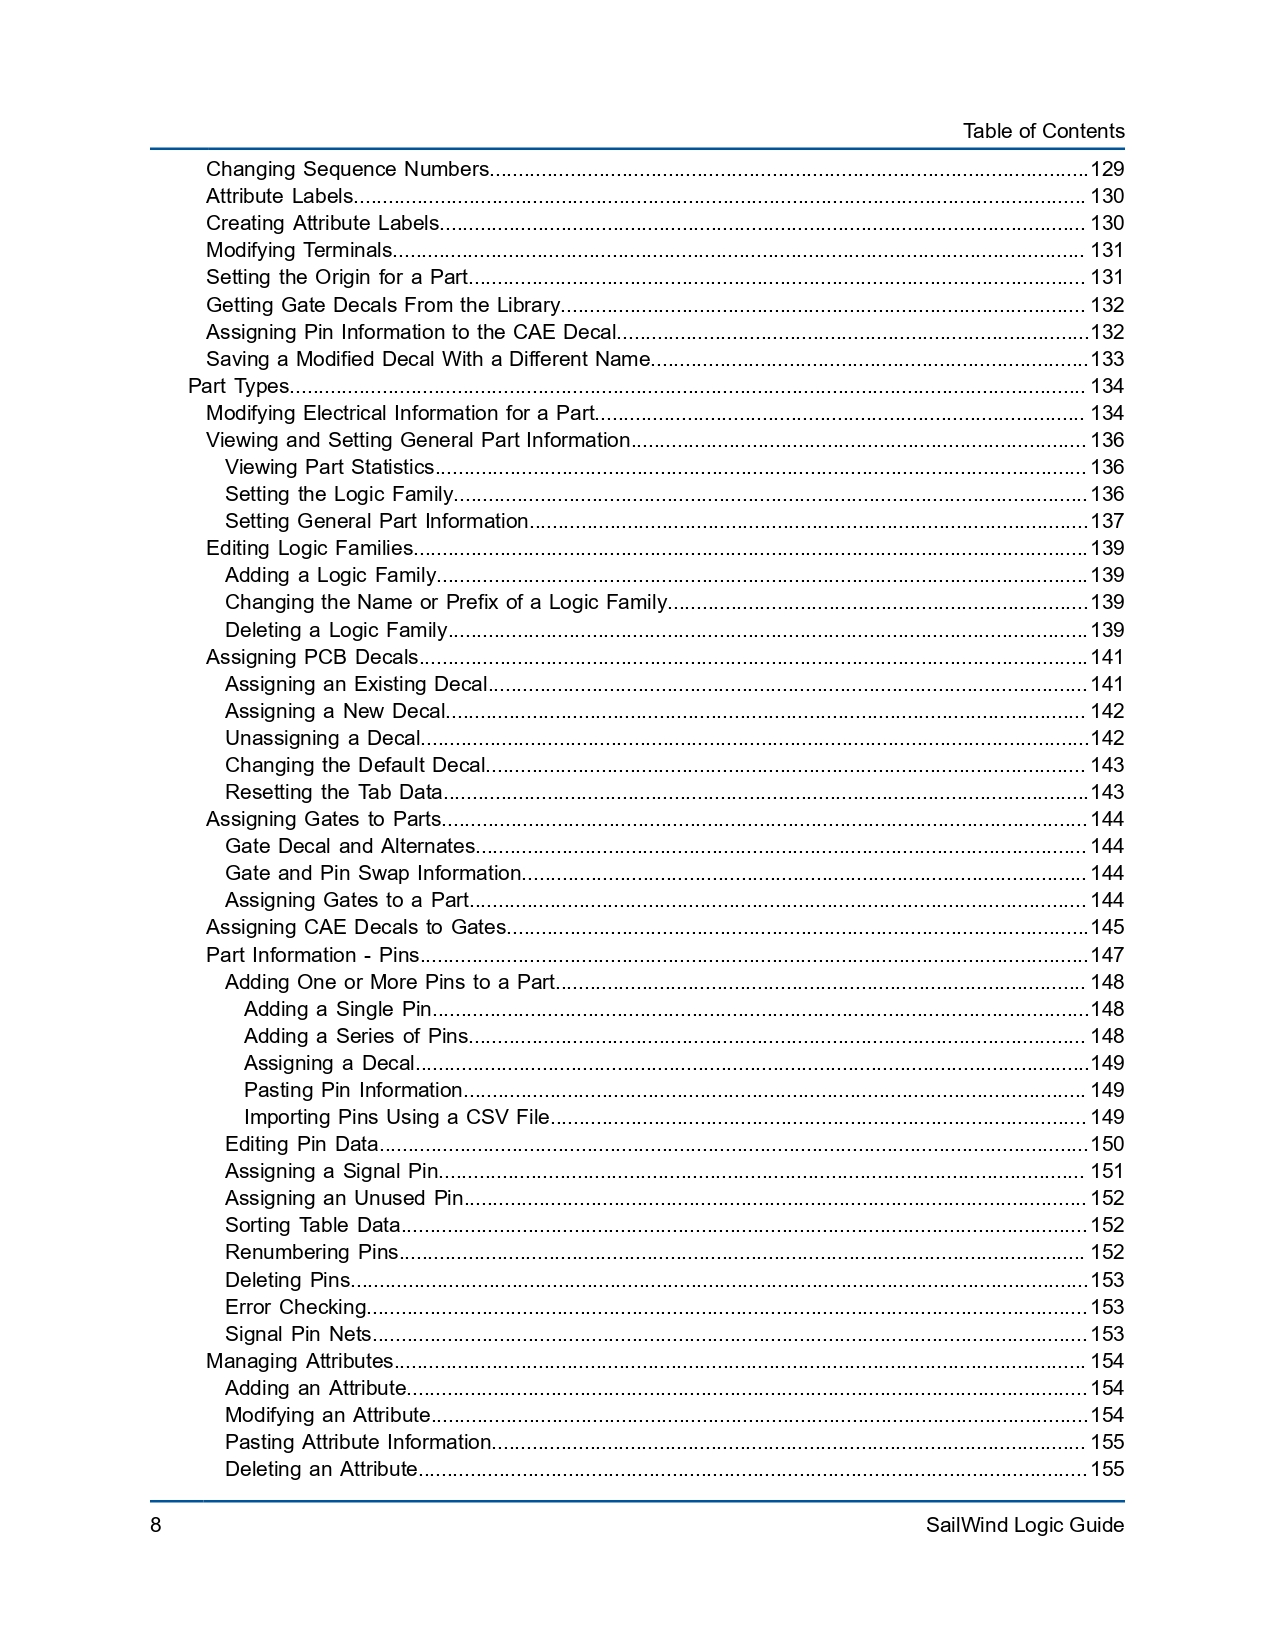 Table of Contents
Changing Sequence Numbers....................................................................................................... 129
Attribute Labels.............................................................................................................................. 130
Creating Attribute Labels............................................................................................................... 130
Modifying Terminals....................................................................................................................... 131
Setting the Origin for a Part.......................................................................................................... 131
Getting Gate Decals From the Library.......................................................................................... 132
Assigning Pin Information to the CAE Decal................................................................................. 132
Saving a Modified Decal With a Different Name........................................................................... 133
Part Types......................................................................................................................................... 134
Modifying Electrical Information for a Part.................................................................................... 134
Viewing and Setting General Part Information.............................................................................. 136
Viewing Part Statistics................................................................................................................ 136
Setting the Logic Family............................................................................................................. 136
Setting General Part Information................................................................................................ 137
Editing Logic Families.................................................................................................................... 139
Adding a Logic Family................................................................................................................ 139
Changing the Name or Prefix of a Logic Family........................................................................ 139
Deleting a Logic Family.............................................................................................................. 139
Assigning PCB Decals................................................................................................................... 141
Assigning an Existing Decal....................................................................................................... 141
Assigning a New Decal.............................................................................................................. 142
Unassigning a Decal................................................................................................................... 142
Changing the Default Decal....................................................................................................... 143
Resetting the Tab Data............................................................................................................... 143
Assigning Gates to Parts............................................................................................................... 144
Gate Decal and Alternates......................................................................................................... 144
Gate and Pin Swap Information................................................................................................. 144
Assigning Gates to a Part.......................................................................................................... 144
Assigning CAE Decals to Gates.................................................................................................... 145
Part Information - Pins................................................................................................................... 147
Adding One or More Pins to a Part........................................................................................... 148
Adding a Single Pin................................................................................................................. 148
Adding a Series of Pins.......................................................................................................... 148
Assigning a Decal.................................................................................................................... 149
Pasting Pin Information........................................................................................................... 149
Importing Pins Using a CSV File............................................................................................ 149
Editing Pin Data.......................................................................................................................... 150
Assigning a Signal Pin............................................................................................................... 151
Assigning an Unused Pin........................................................................................................... 152
Sorting Table Data...................................................................................................................... 152
Renumbering Pins...................................................................................................................... 152
Deleting Pins............................................................................................................................... 153
Error Checking............................................................................................................................ 153
Signal Pin Nets........................................................................................................................... 153
Managing Attributes....................................................................................................................... 154
Adding an Attribute..................................................................................................................... 154
Modifying an Attribute................................................................................................................. 154
Pasting Attribute Information...................................................................................................... 155
Deleting an Attribute................................................................................................................... 155
8
SailWind Logic Guide